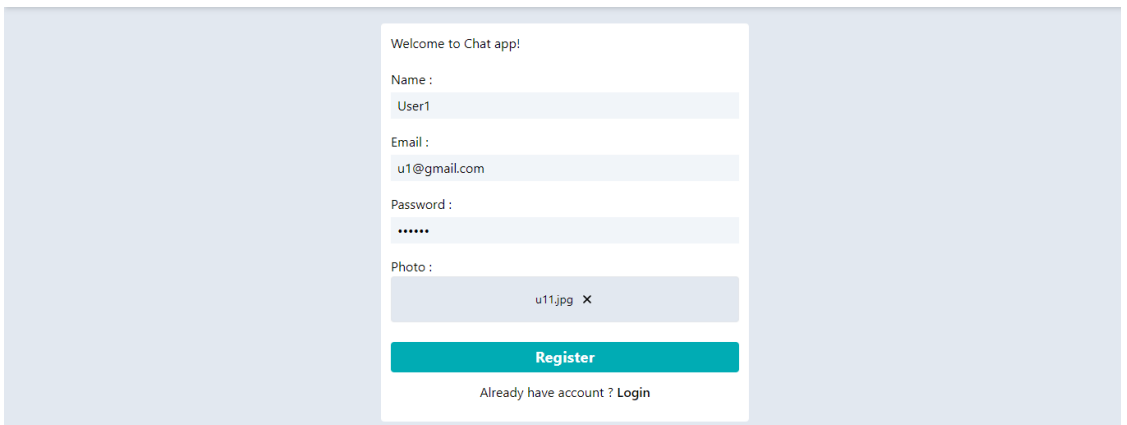 Welcome to Chat app!
Name :
User1
Email :
u1@gmail.com
Password :
••••••
Photo :
u11.jpg ✕
Register
Already have account ? Login